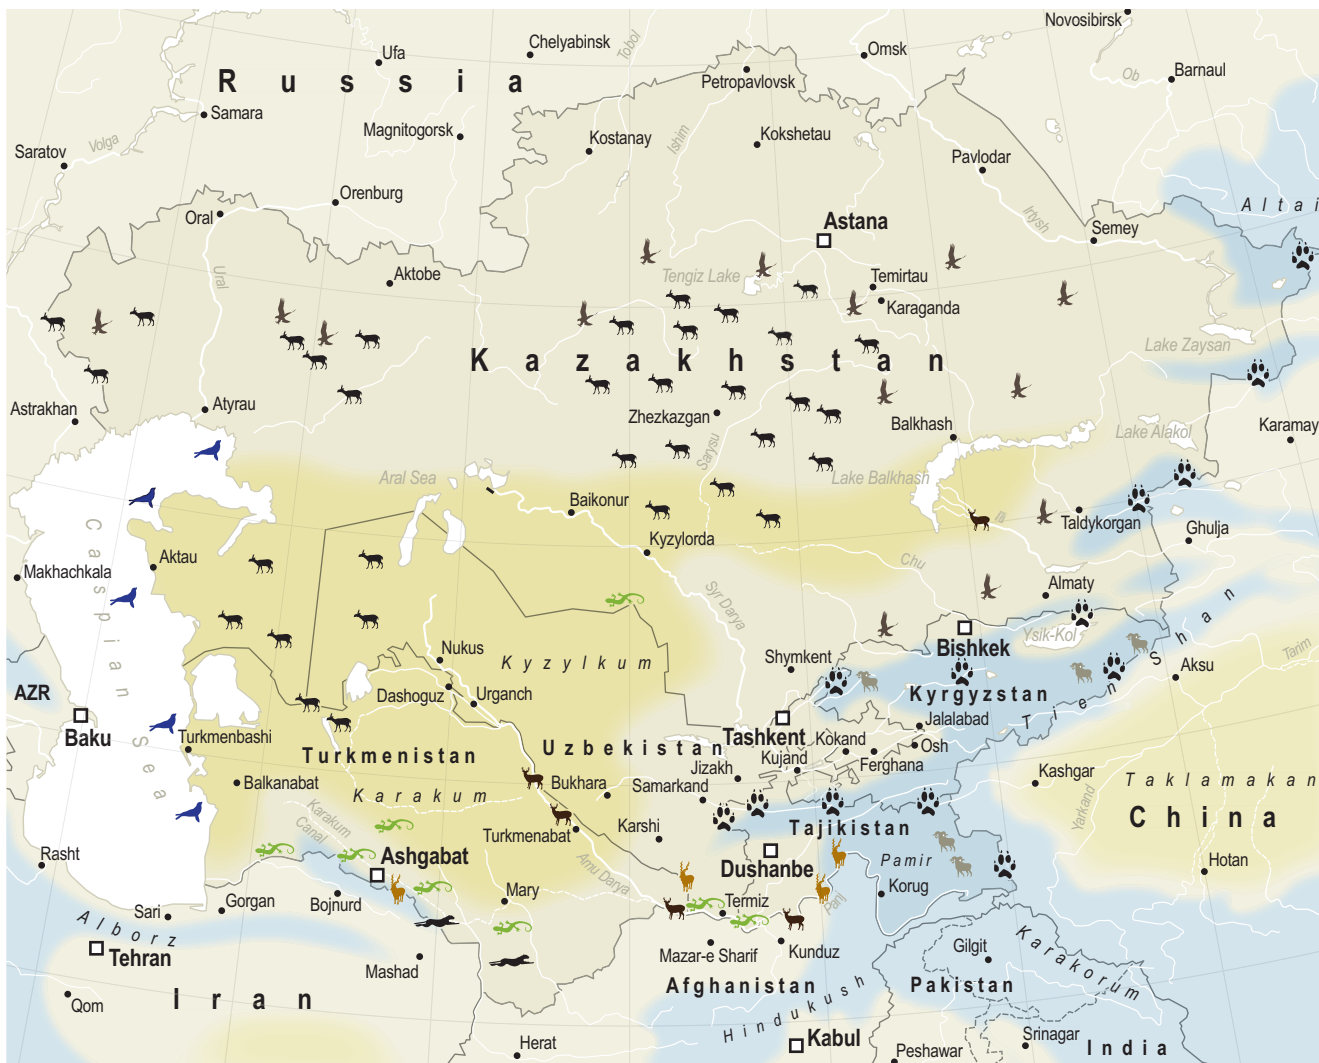 Novosibirsk
Chelyabinsk
Tobol
Omsk
Ufa
Ob
Barnaul
Russia
Petropavlovsk
Samara
Magnitogorsk
Kostanay
Ishim
Kokshetau
Volga
Saratov
Pavlodar
Orenburg
Irtysh
Altai
Oral
Astana
Semey
Ural
Aktobe
Tengiz Lake
Temirtau
Karaganda
Lake Zaysan
Kazakhstan
Astrakhan
Atyrau
Zhezkazgan
Balkhash
Lake Alakol
Karamay
Sarysu
Aral Sea
Lake Balkhash
Baikonur
Ili
Taldykorgan
Ghulja
Caspian Sea
Kyzylorda
Aktau
Makhachkala
Chu
Almaty
Syr Darya
Bishkek
Ysik-Kol
Tien Shan
Tarim
Nukus
Kyzylkum
Shymkent
Aksu
AZR
Dashoguz
Urganch
Kyrgyzstan
Baku
Turkmenbashi
Turkmenistan
Uzbekistan
Tashkent
Jalalabad
Kokand
Osh
Kujand
Ferghana
Balkanabat
Karakum
Bukhara
Jizakh
Samarkand
Kashgar
Taklamakan
Yarkand
China
Karakum
Canal
Turkmenabat
Karshi
Tajikistan
Rasht
Ashgabat
Dushanbe
Pamir
Hotan
Amu Darya
Korug
Mary
Bojnurd
Gorgan
Sari
Termiz
Panj
Alborz
Tehran
Mashad
Mazar-e Sharif
Kunduz
Gilgit
Karakorum
Qom
Iran
Afghanistan
Pakistan
Hindukush
Herat
Kabul
Peshawar
Srinagar
India